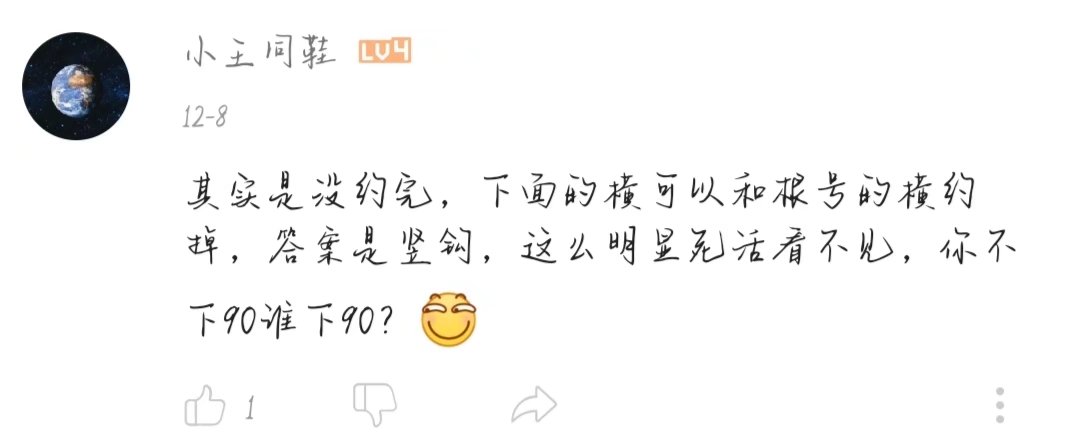 小王同鞋 LV4
12-8
其实是没约完，下面的横可以和根号的横约
掉，答案是竖钩，这么明显死活看不见，你不
下90谁下90？
1